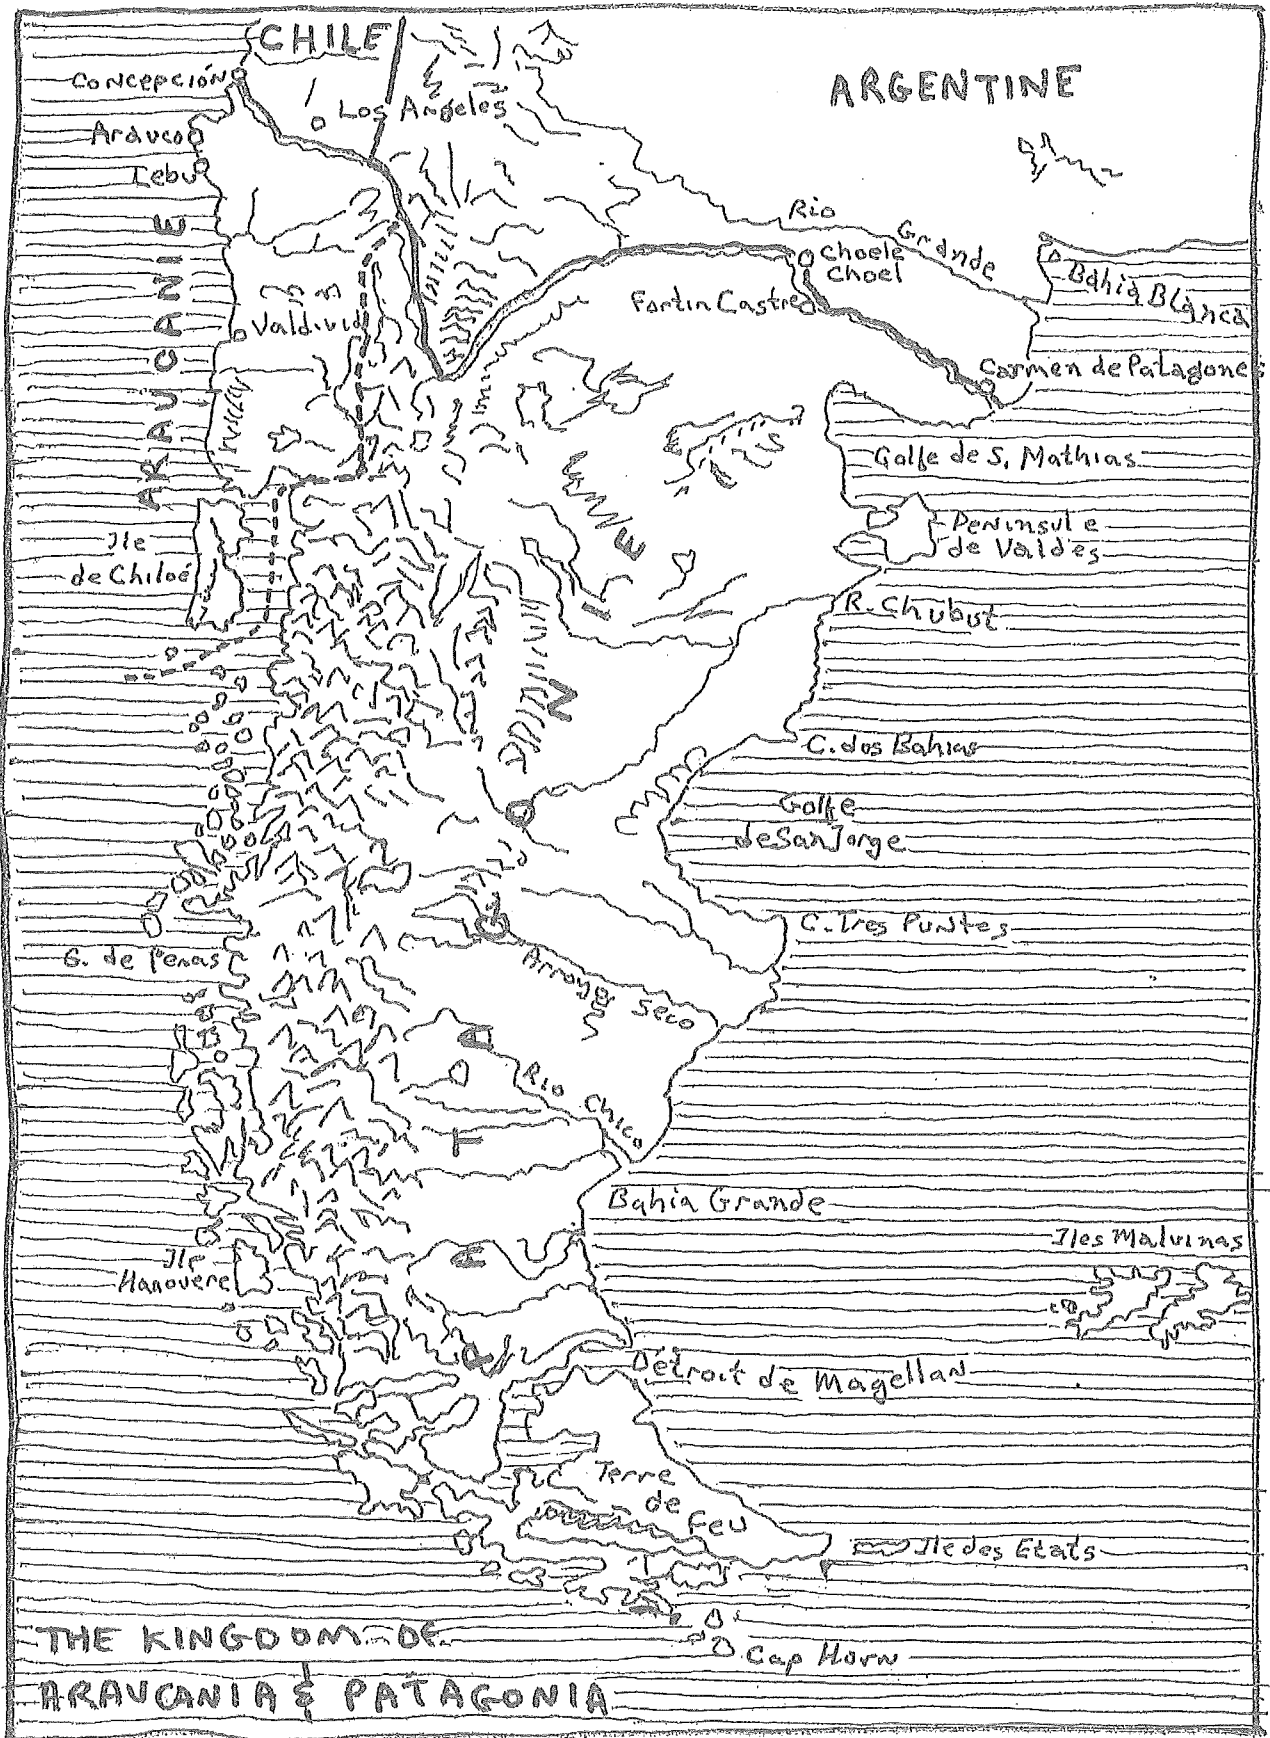 CHILE
ARGENTINE
Concepción
Los Angeles
Arauco
Lebu
Rio Grande
Choele
Choel
Bahia Blanca
Fortin Castre
ARAUCANIE
Valdivia
Carmen de Patagones
Golfe de S. Mathias
Peninsule
de Valdes
Ile
de Chiloé
R. Chubut
C. dos Bahias
Golfe
de San Jorge
C. Tres Puntes
G. de Penas
Arroyo Seco
Rio Chico
PATAGONIE
Bahia Grande
Iles Malvinas
Ile
Hanovere
Détroit de Magellan
Terre
de
Feu
Ile des Etats
Cap Horn
THE KINGDOM OF
ARAUCANIA & PATAGONIA